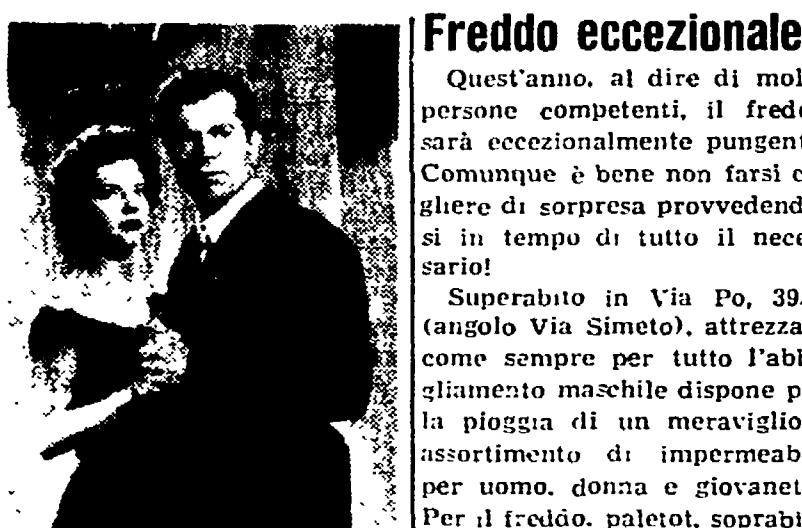 Freddo eccezionale
Quest'anno, al dire di mol
persone competenti, il fredd
sarà eccezionalmente pungent
Comunque è bene non farsi c
gliere di sorpresa provvedend
si in tempo di tutto il nece
sario!
Superabito in Via Po, 39.
(angolo Via Simeto), attrezza
come sempre per tutto l'abb
gliamento maschile dispone p
la pioggia di un meraviglio
assortimento di impermeab
per uomo, donna e giovanet
Per il freddo, paletot, soprabi